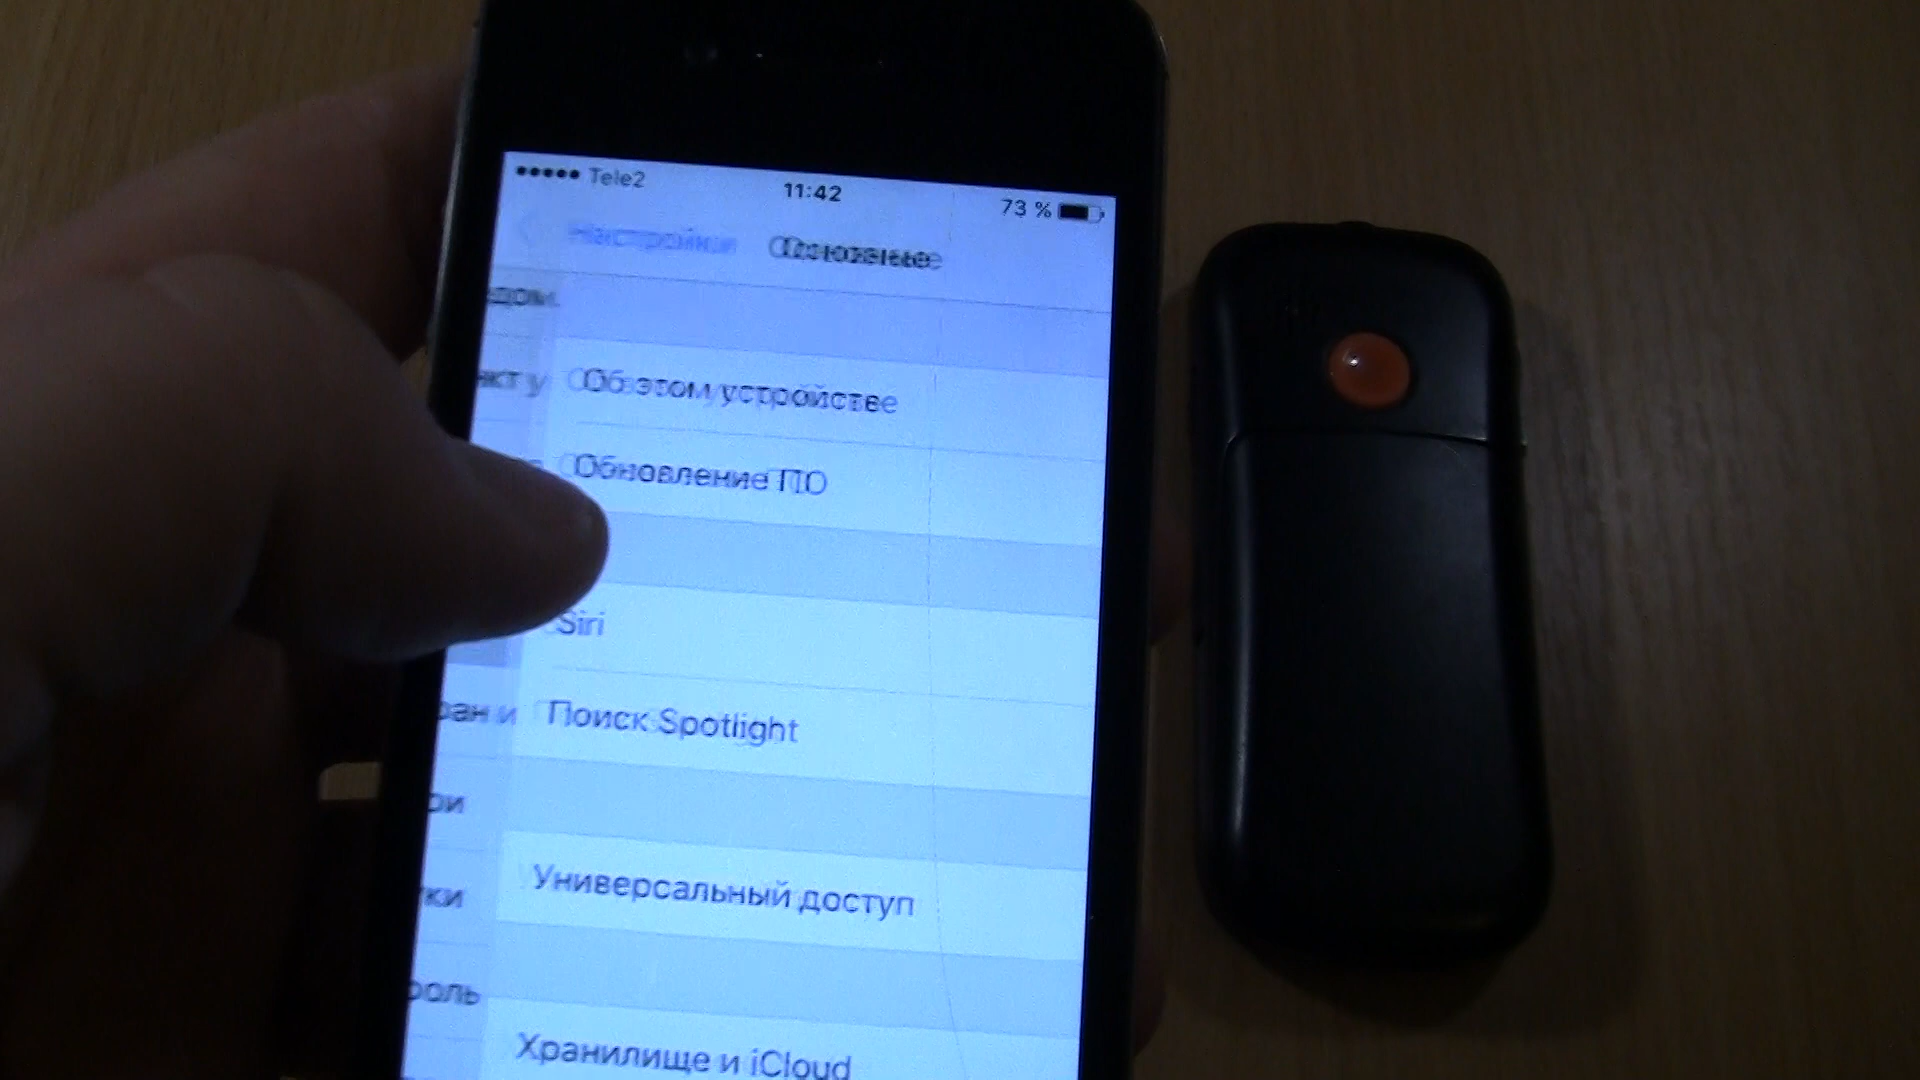 Tele2 11:42 73 %
Настройки Основные
Об этом устройстве
Обновление ПО
Siri
Поиск Spotlight
Универсальный доступ
Хранилище и iCloud